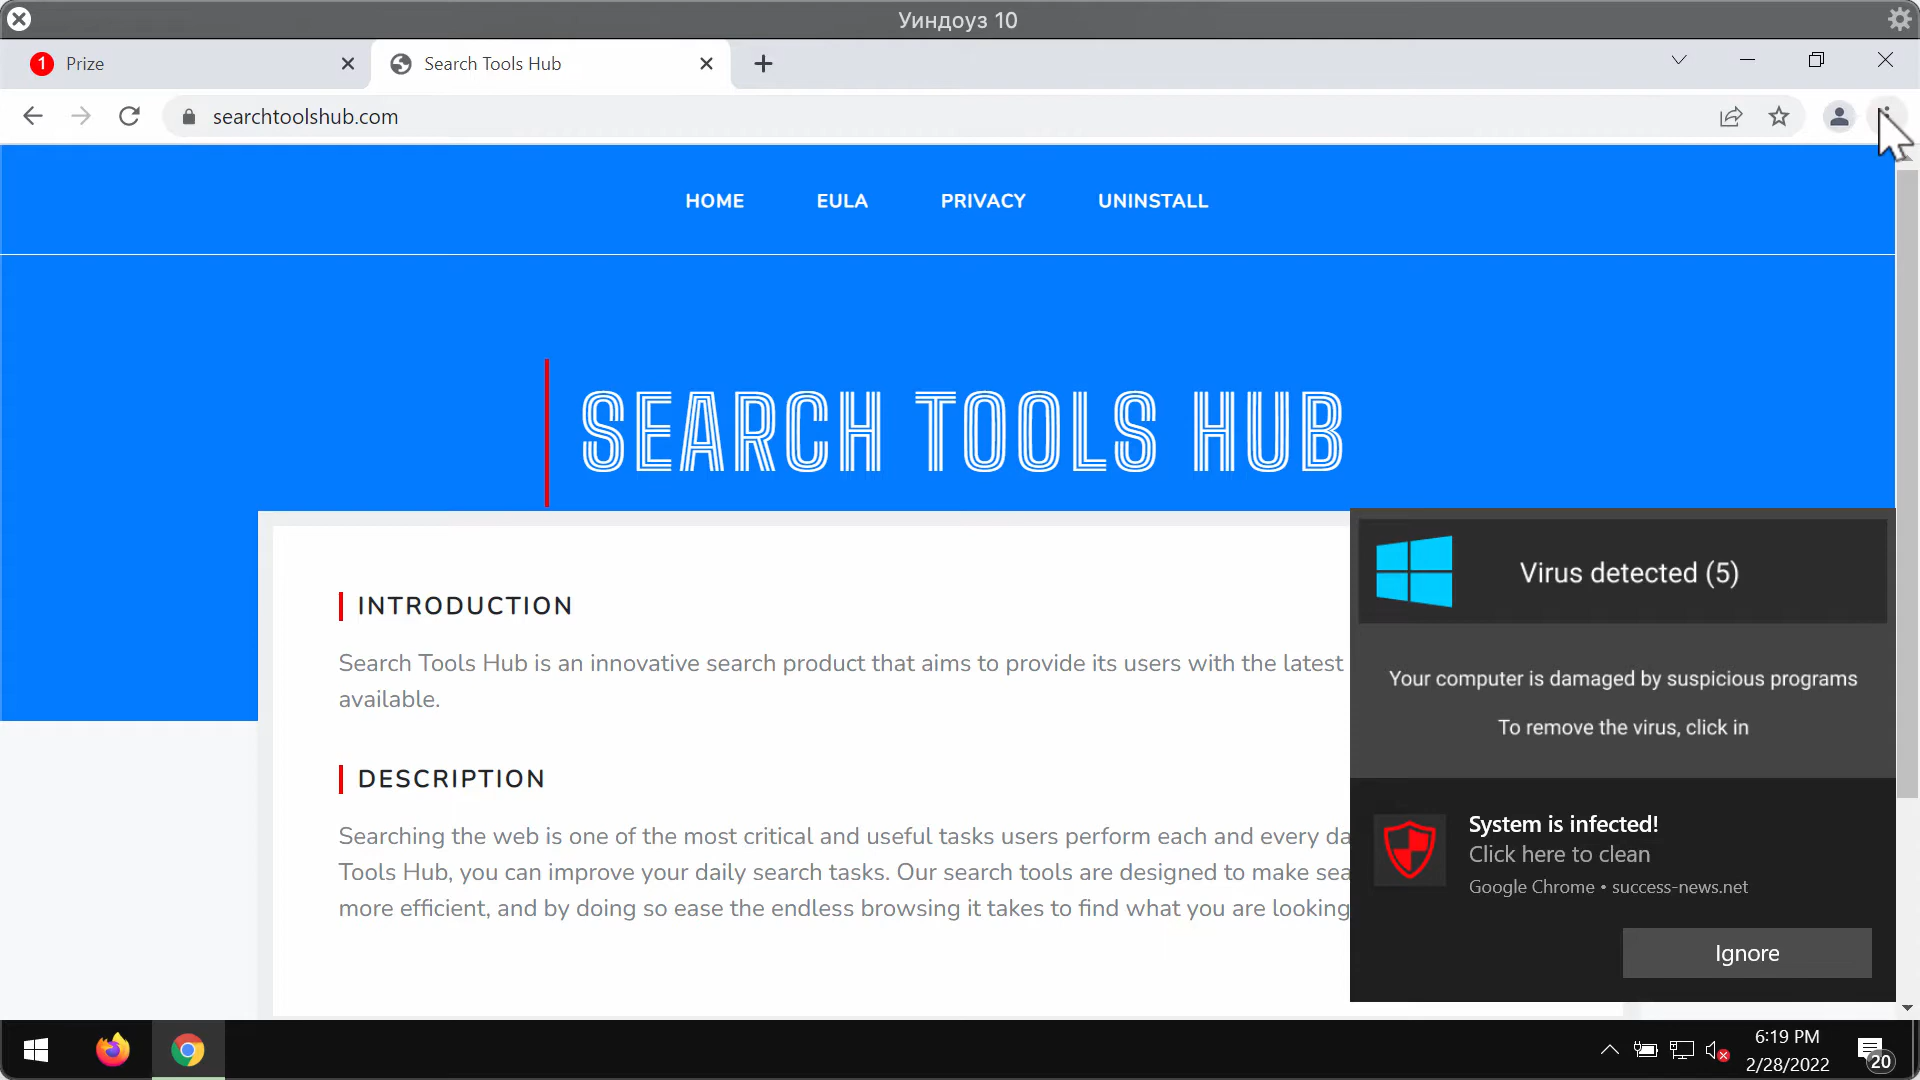 Уиндоуз 10
1 Prize
Search Tools Hub
searchtoolshub.com
HOME EULA PRIVACY UNINSTALL
SEARCH TOOLS HUB
INTRODUCTION
Search Tools Hub is an innovative search product that aims to provide its users with the latest
available.
DESCRIPTION
Searching the web is one of the most critical and useful tasks users perform each and every da
Tools Hub, you can improve your daily search tasks. Our search tools are designed to make sea
more efficient, and by doing so ease the endless browsing it takes to find what you are looking
Virus detected (5)
Your computer is damaged by suspicious programs
To remove the virus, click in
System is infected!
Click here to clean
Google Chrome • success-news.net
Ignore
6:19 PM
2/28/2022
20